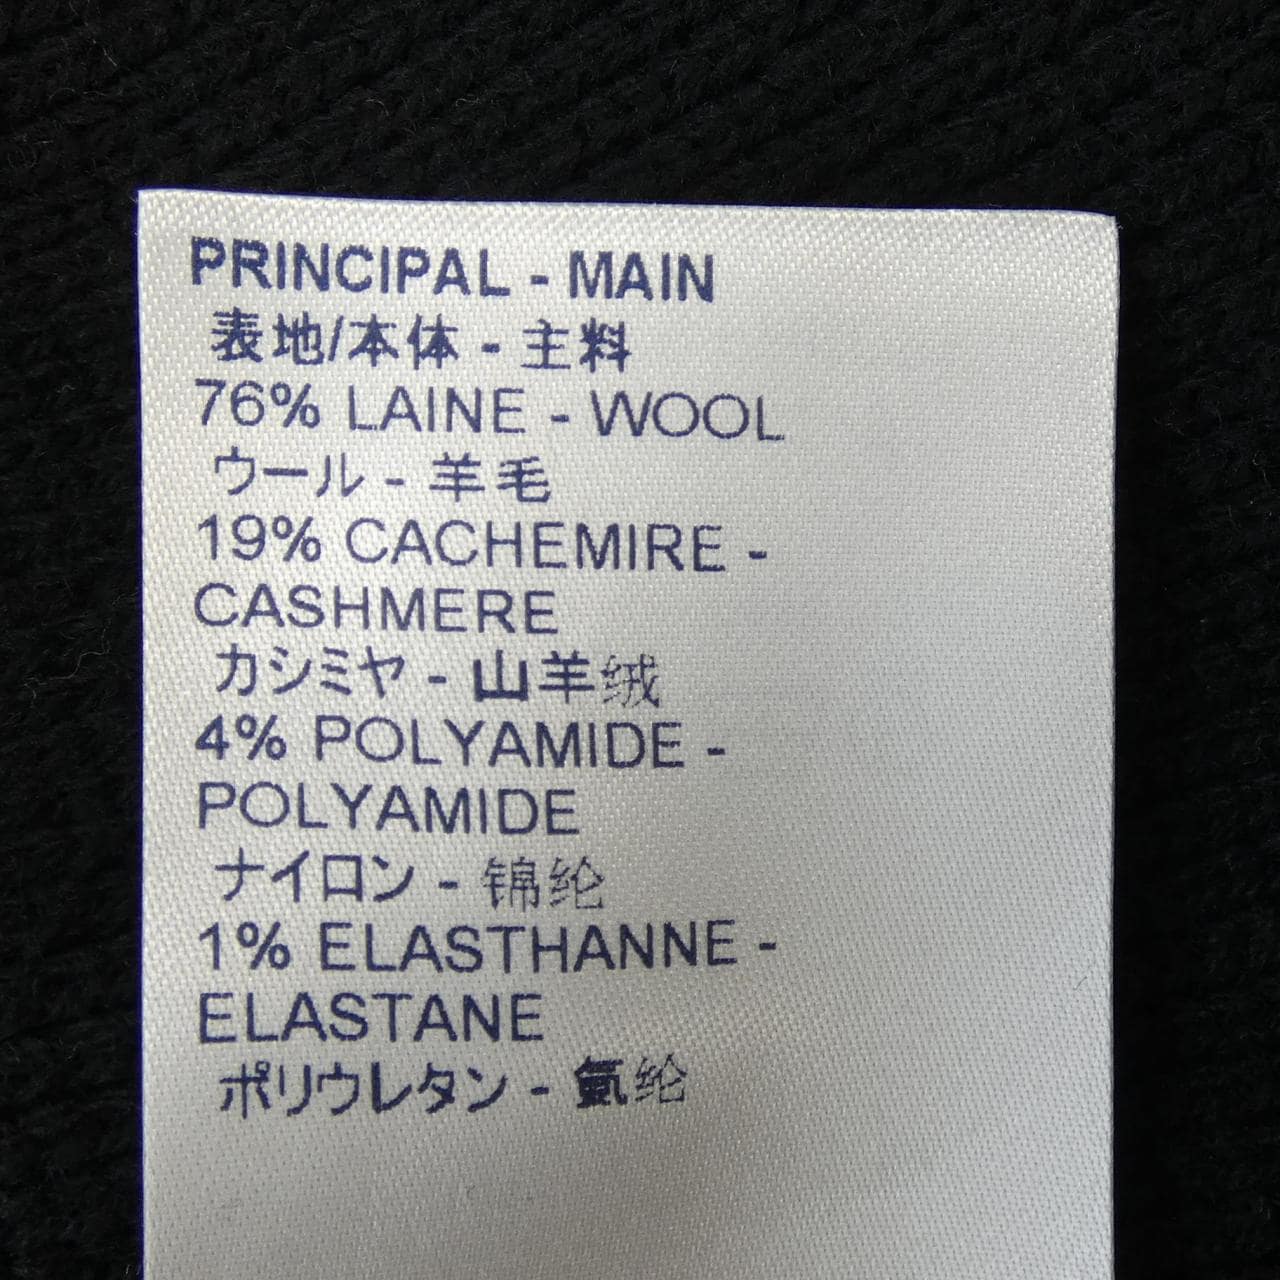 PRINCIPAL - MAIN
表地/本体 - 主料
76% LAINE - WOOL
ウール - 羊毛
19% CACHEMIRE -
CASHMERE
カシミヤ - 山羊绒
4% POLYAMIDE -
POLYAMIDE
ナイロン - 锦纶
1% ELASTHANNE -
ELASTANE
ポリウレタン - 氨纶